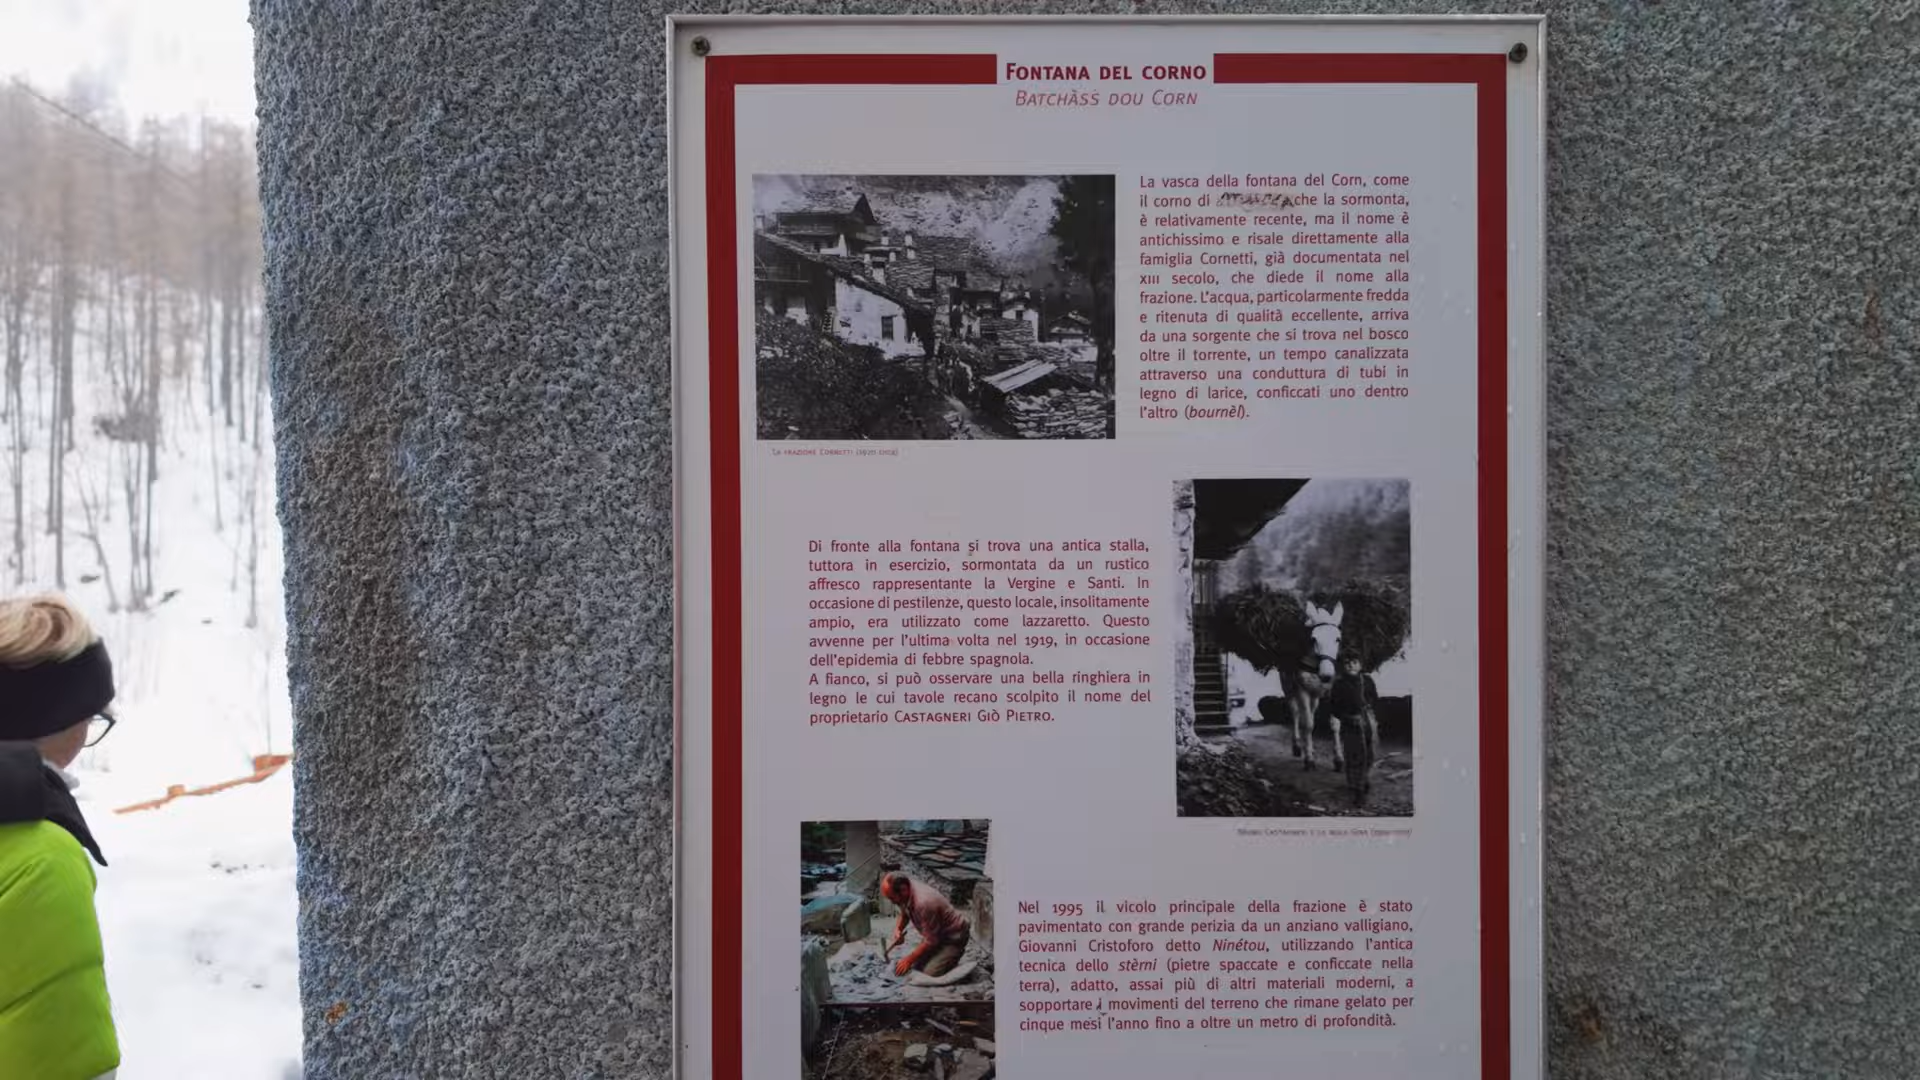 FONTANA DEL CORNO
BATCHÀSS DOU CORN
La vasca della fontana del Corn, come
il corno di che la sormonta,
è relativamente recente, ma il nome è
antichissimo e risale direttamente alla
famiglia Cornetti, già documentata nel
XIII secolo, che diede il nome alla
frazione. L'acqua, particolarmente fredda
e ritenuta di qualità eccellente, arriva
da una sorgente che si trova nel bosco
oltre il torrente, un tempo canalizzata
attraverso una conduttura di tubi in
legno di larice, conficcati uno dentro
l'altro (bournèl).
LA FRAZIONE CORNETTI (1920 CIRCA)
Di fronte alla fontana si trova una antica stalla,
tuttora in esercizio, sormontata da un rustico
affresco rappresentante la Vergine e Santi. In
occasione di pestilenze, questo locale, insolitamente
ampio, era utilizzato come lazzaretto. Questo
avvenne per l'ultima volta nel 1919, in occasione
dell'epidemia di febbre spagnola.
A fianco, si può osservare una bella ringhiera in
legno le cui tavole recano scolpito il nome del
proprietario CASTAGNERI GIÒ PIETRO.
CASTAGNERI E LA MULA
Nel 1995 il vicolo principale della frazione è stato
pavimentato con grande perizia da un anziano valligiano,
Giovanni Cristoforo detto Ninétou, utilizzando l'antica
tecnica dello stèrni (pietre spaccate e conficcate nella
terra), adatto, assai più di altri materiali moderni, a
sopportare i movimenti del terreno che rimane gelato per
cinque mesi l'anno fino a oltre un metro di profondità.